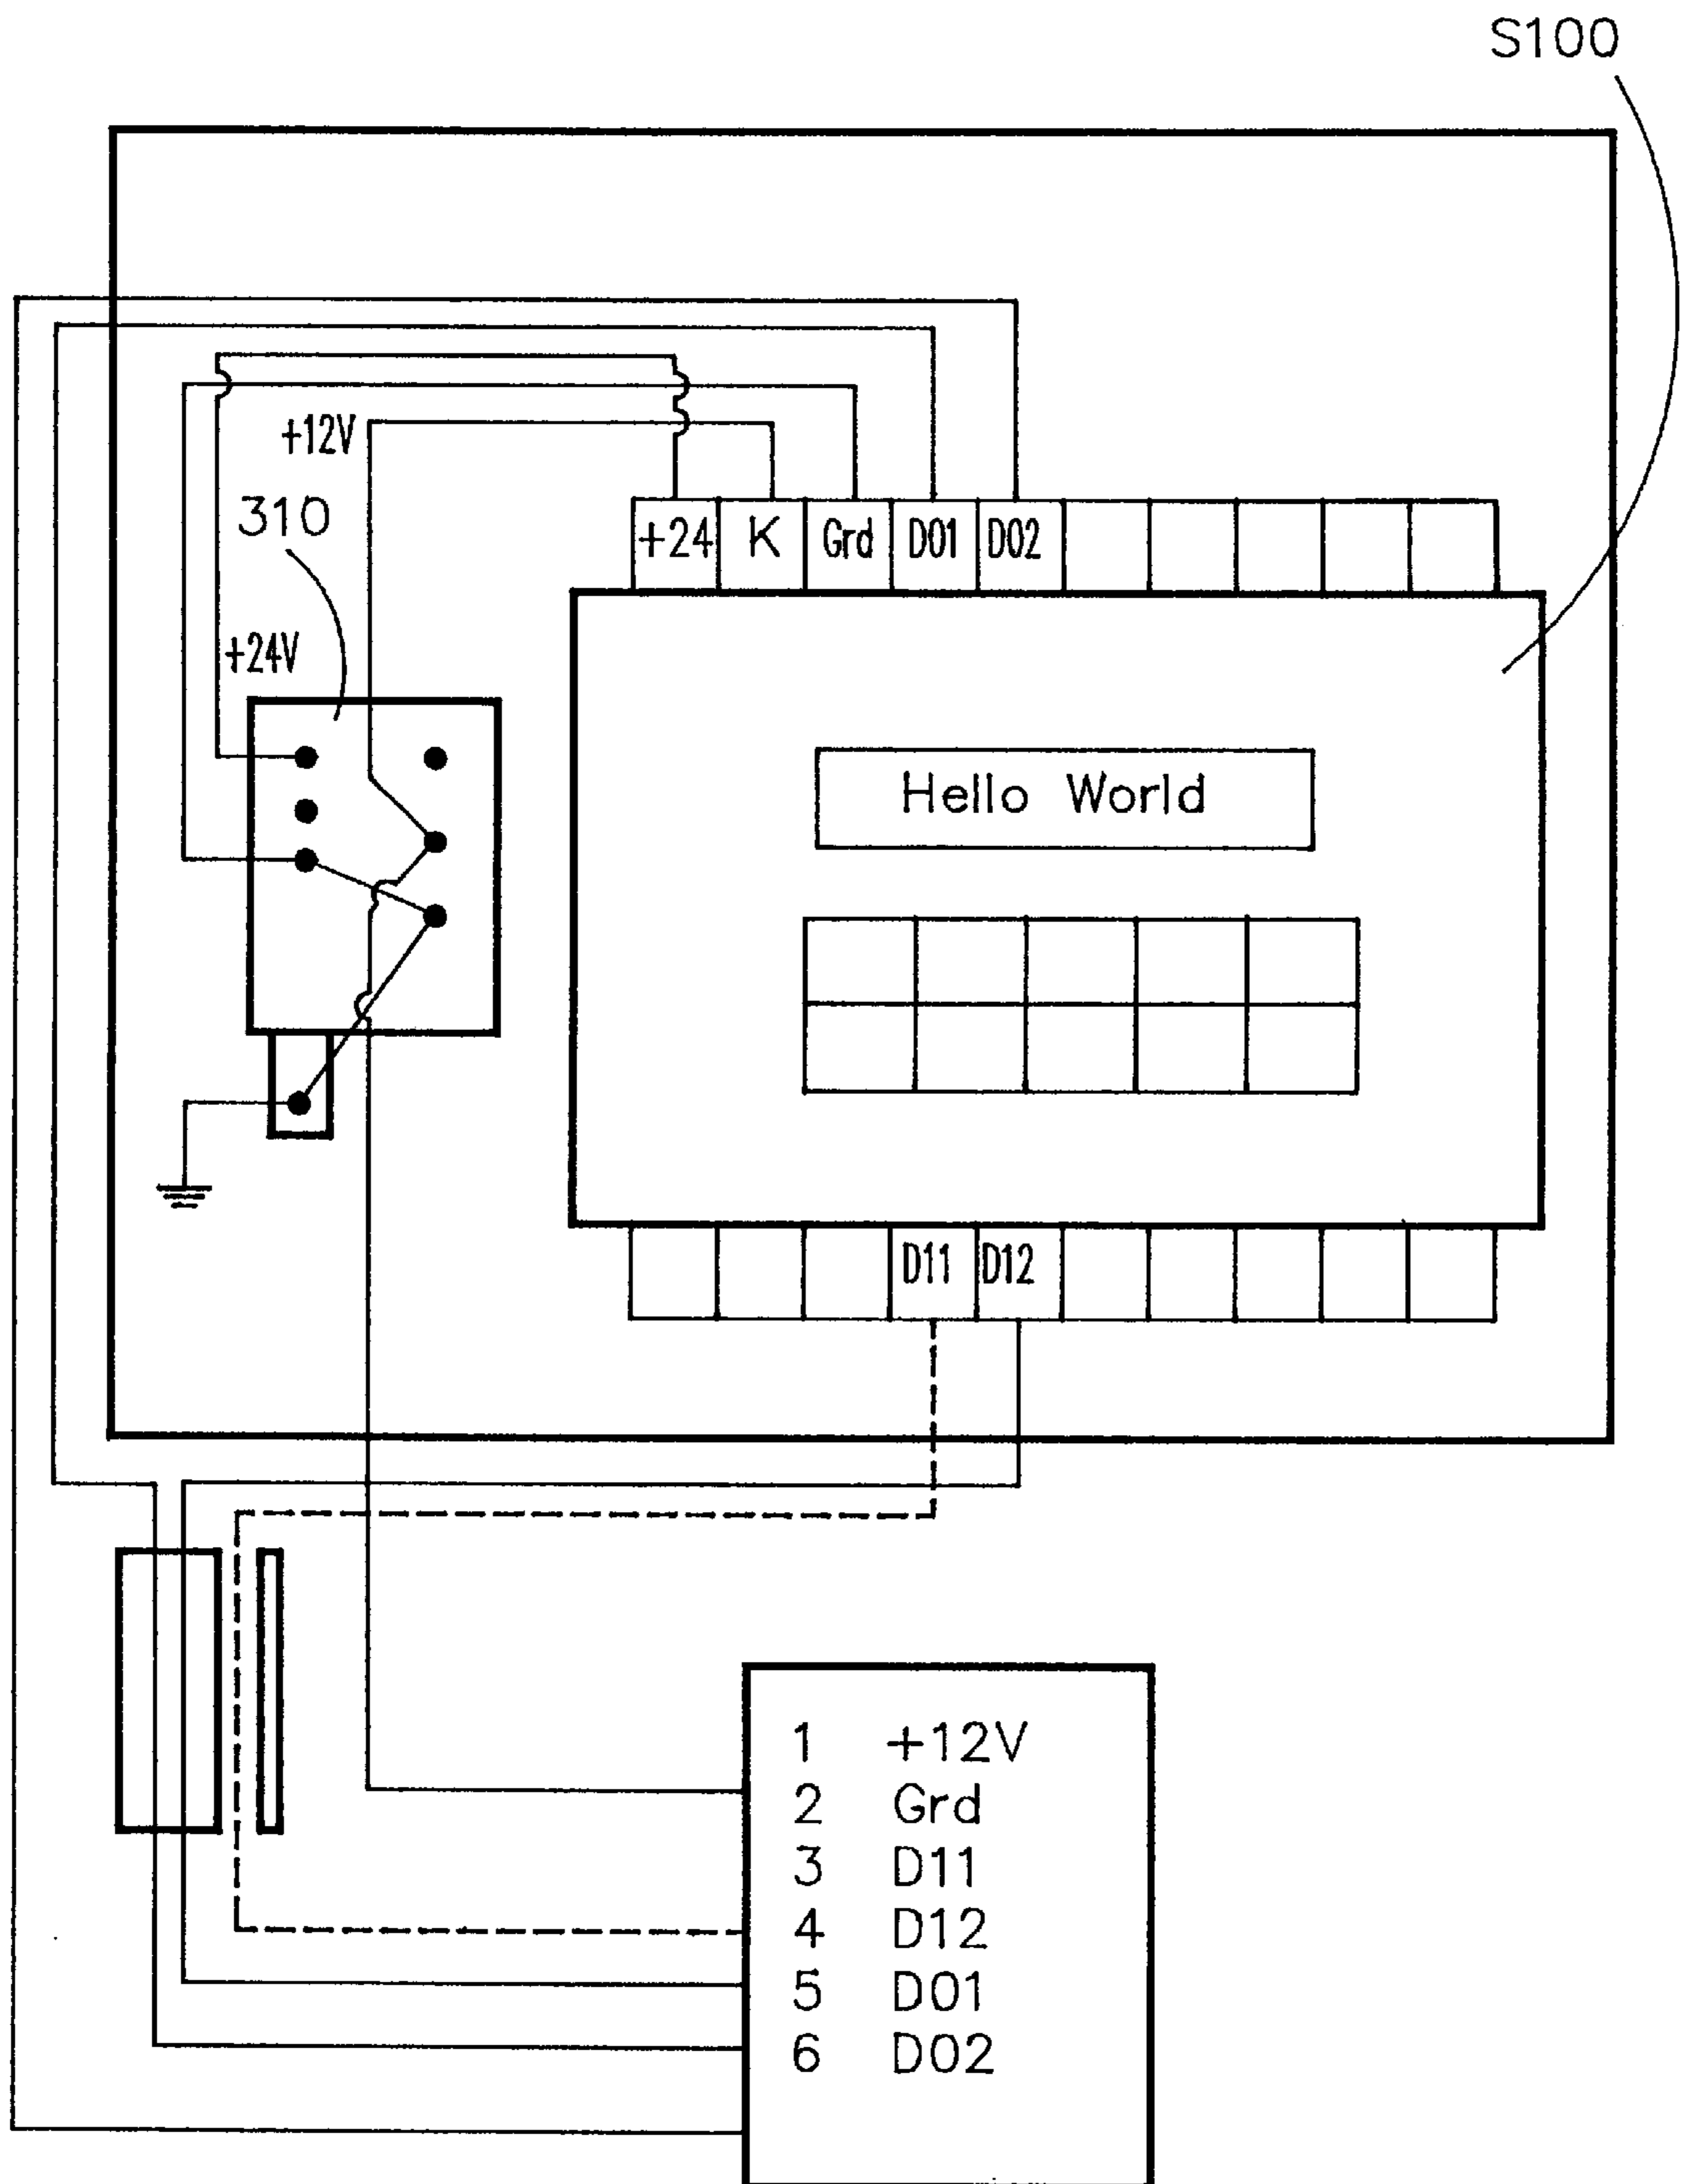 S100
+12V
310
+24 K Grd D01 D02
+24V
Hello World
D11 D12
1 +12V
2 Grd
3 D11
4 D12
5 D01
6 D02